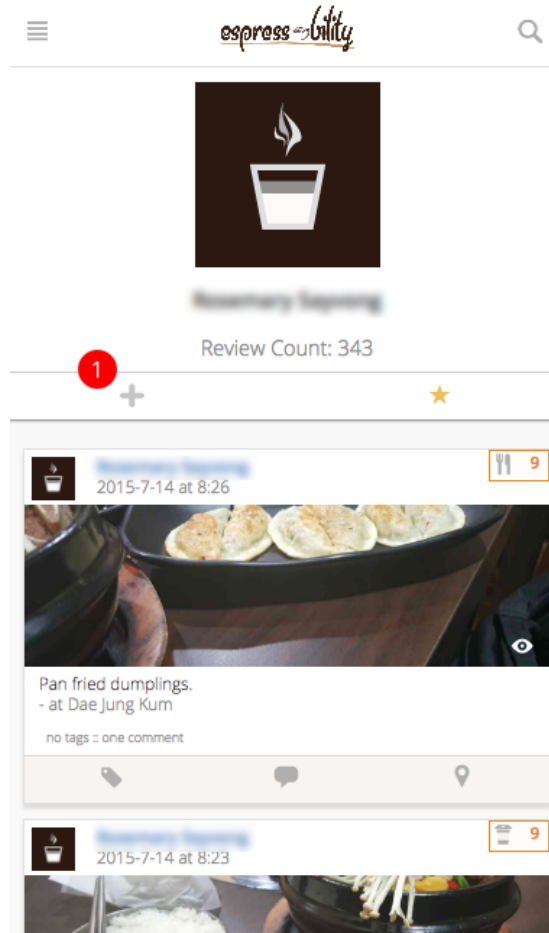 espress-ability
Review Count: 343
1
9
2015-7-14 at 8:26
Pan fried dumplings.
- at Dae Jung Kum
no tags :: one comment
9
2015-7-14 at 8:23